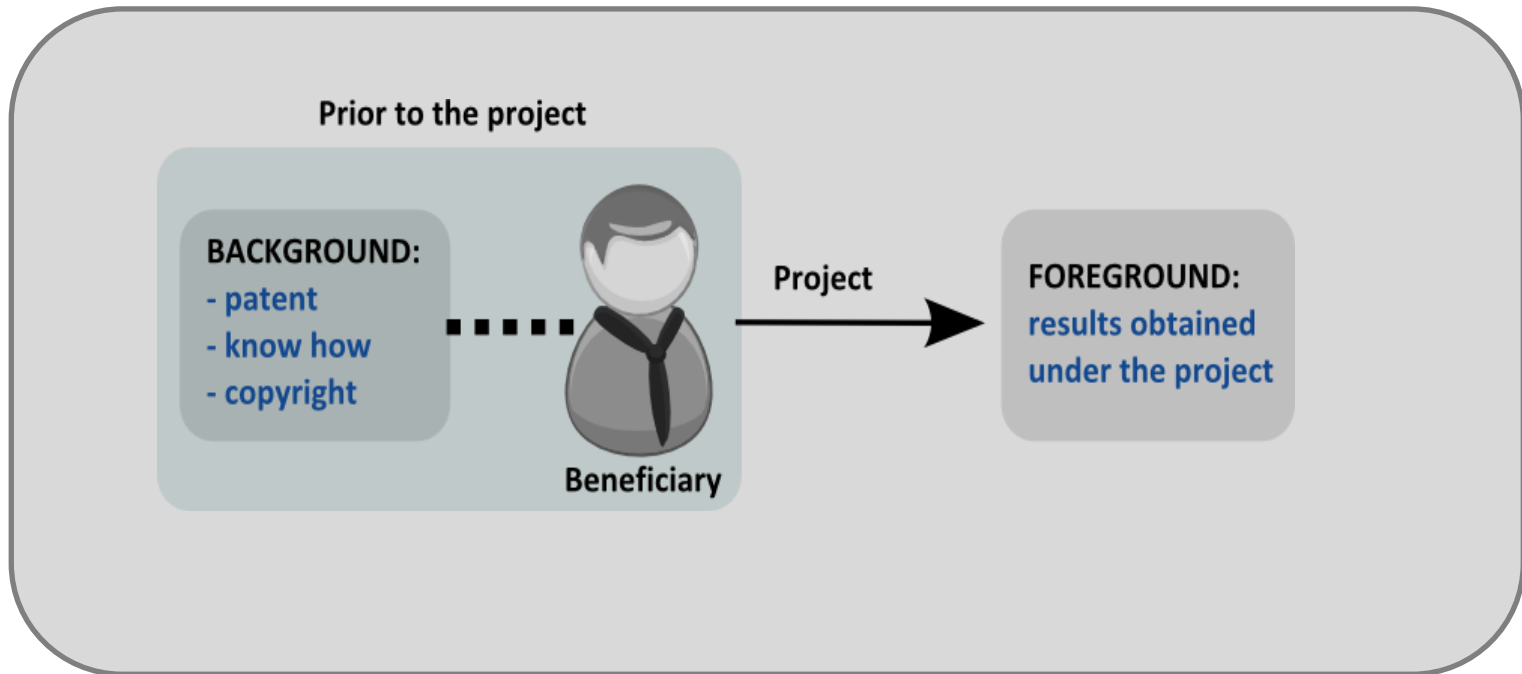 Prior to the project
BACKGROUND:
- patent
- know how
- copyright
Beneficiary
Project
FOREGROUND:
results obtained
under the project